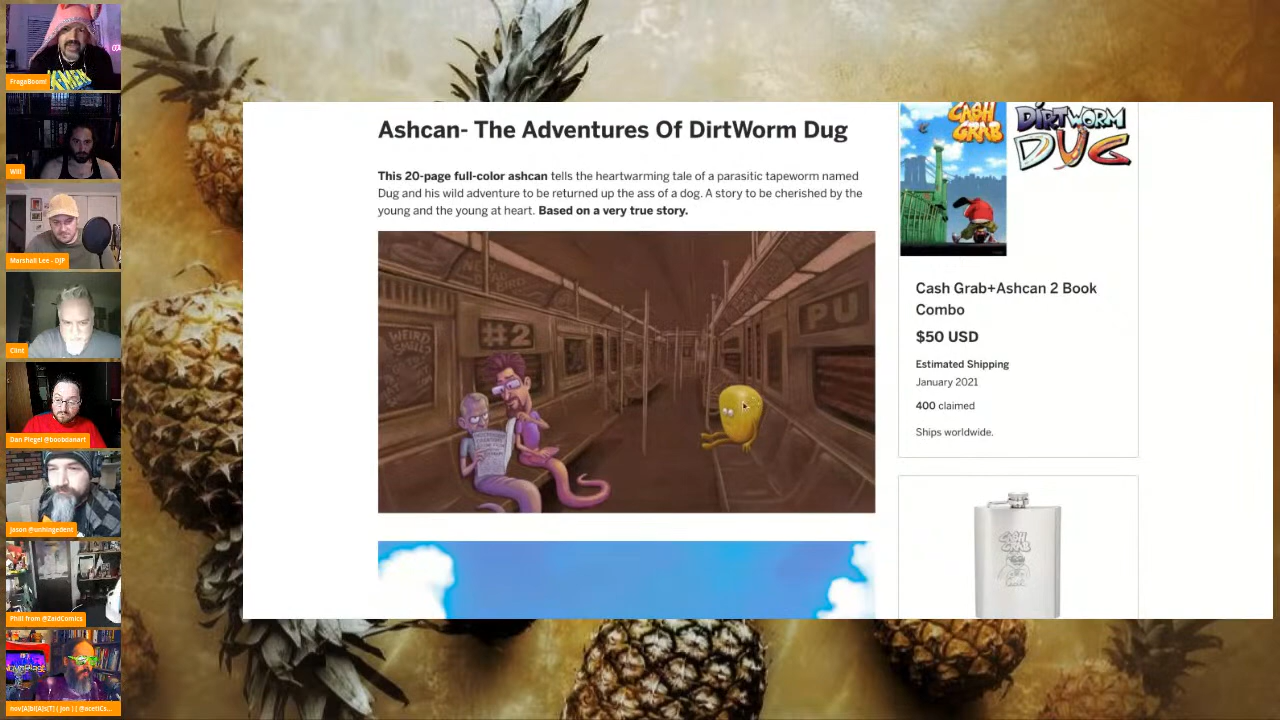 FragaBoom!
Will
Marshall Lee - DJP
Clint
Dan Piegel @boobdanart
Jason @unhingedent
Phill from @ZaidComics
Ashcan- The Adventures Of DirtWorm Dug
This 20-page full-color ashcan tells the heartwarming tale of a parasitic tapeworm named
Dug and his wild adventure to be returned up the ass of a dog. A story to be cherished by the
young and the young at heart. Based on a very true story.
#2
PU
WEIRD
CASH
GRAB
DIRTWORM
DUG
Cash Grab+Ashcan 2 Book
Combo
$50 USD
Estimated Shipping
January 2021
400 claimed
Ships worldwide.
CASH
GRAB